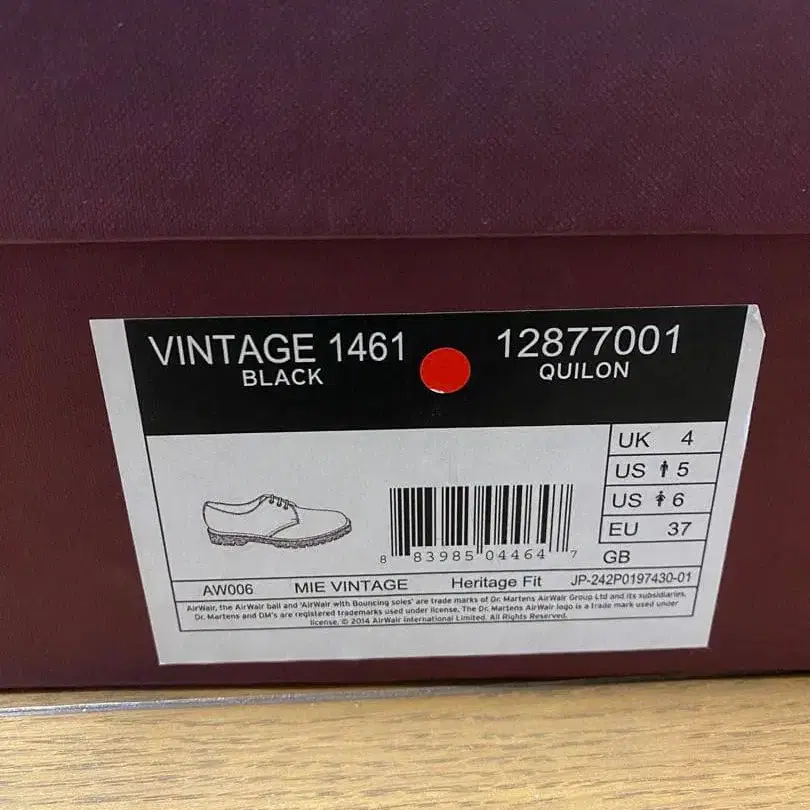 VINTAGE 1461
BLACK
12877001
QUILON
UK 4
US 5
US 6
EU 37
GB
8 83985 04464 7
AW006 MIE VINTAGE Heritage Fit JP-242P0197430-01
AirWair, the AirWair ball and 'AirWair with Bouncing soles' are trade marks of Dr. Martens AirWair Group Ltd and its subsidiaries.
Dr. Martens and DM's are registered trademarks used under license. The Dr. Martens AirWair logo is a trade mark used under
license. © 2014 AirWair International Limited. All Rights Reserved.